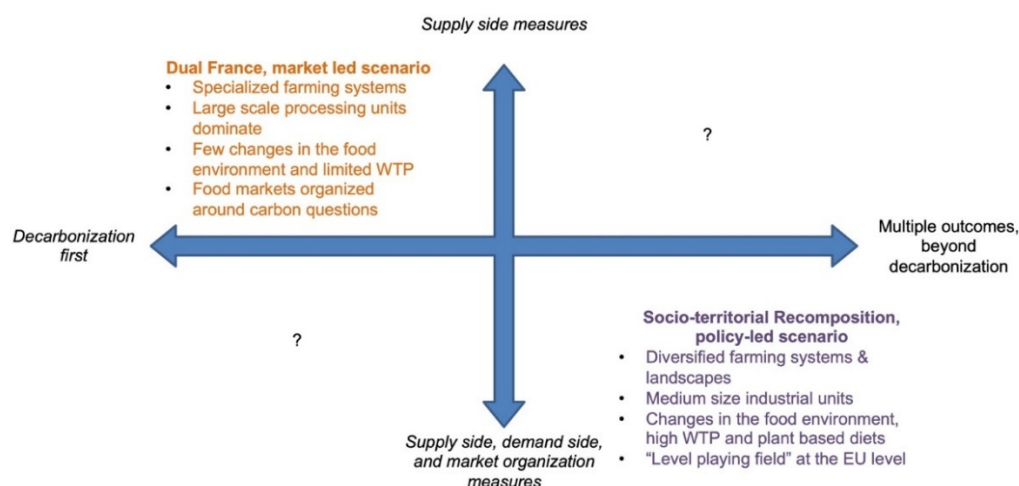 Supply side measures
Dual France, market led scenario
• Specialized farming systems
• Large scale processing units
dominate
• Few changes in the food
environment and limited WTP
• Food markets organized
around carbon questions
?
Decarbonization
first
Multiple outcomes,
beyond
decarbonization
?
Socio-territorial Recomposition,
policy-led scenario
• Diversified farming systems &
landscapes
• Medium size industrial units
• Changes in the food environment,
high WTP and plant based diets
• “Level playing field” at the EU level
Supply side, demand side,
and market organization
measures